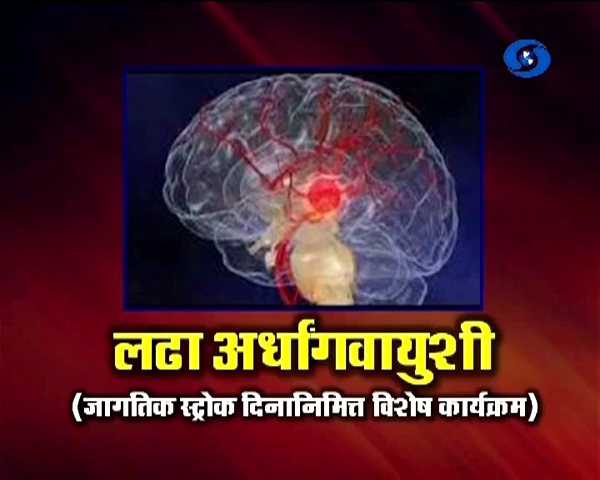 लढा अर्धांगवायुशी
(जागतिक स्ट्रोक दिनानिमित्त विशेष कार्यक्रम)